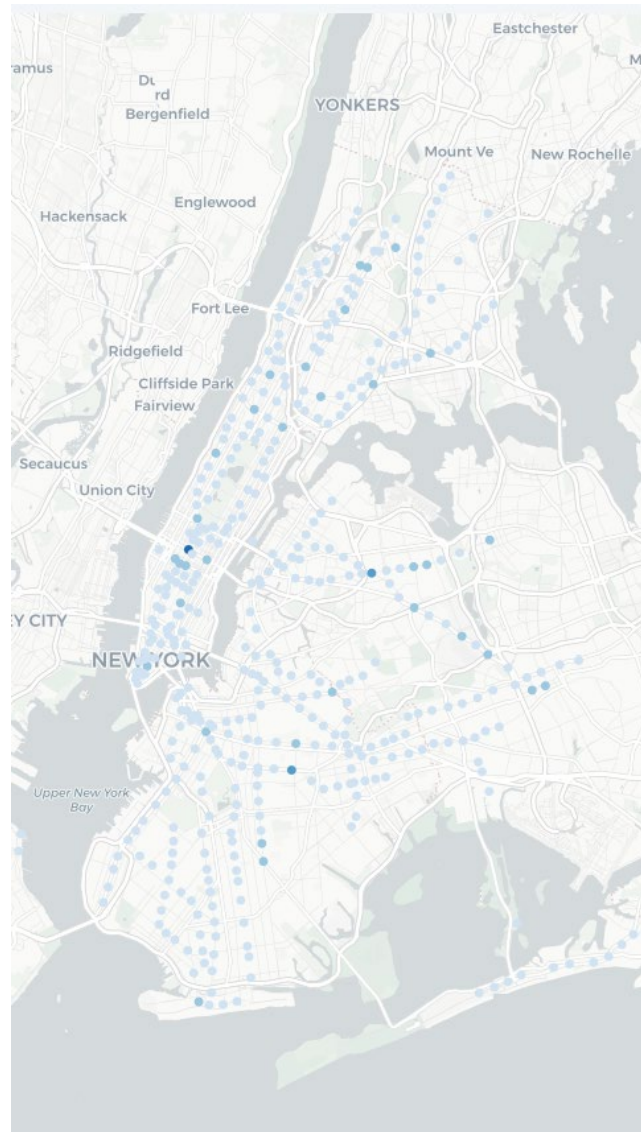 Eastchester
ramus
Bergenfield
YONKERS
Mount Ve
New Rochelle
Englewood
Hackensack
Fort Lee
Ridgefield
Cliffside Park
Fairview
Secaucus
Union City
EY CITY
NEW YORK
Upper New York
Bay